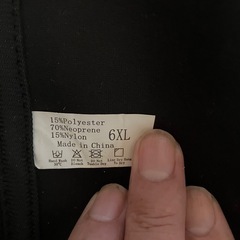 15%Polyester
70%Neoprene
15%Nylon 6XL
Made in China